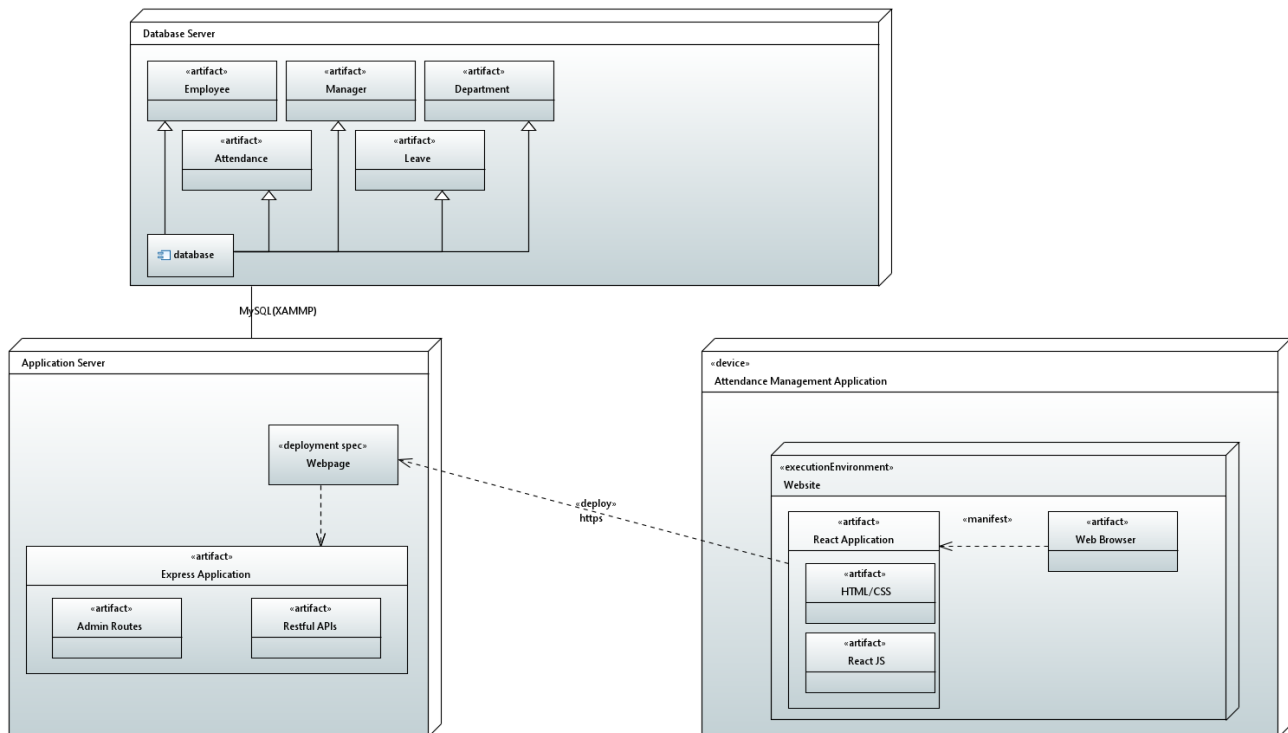 Database Server
«artifact»
Employee
«artifact»
Manager
«artifact»
Department
«artifact»
Attendance
«artifact»
Leave
database
MySQL(XAMMP)
Application Server
«deployment spec»
Webpage
«artifact»
Express Application
«artifact»
Admin Routes
«artifact»
Restful APIs
«deploy»
https
«device»
Attendance Management Application
«executionEnvironment»
Website
«artifact»
React Application
«manifest»
«artifact»
Web Browser
«artifact»
HTML/CSS
«artifact»
React JS